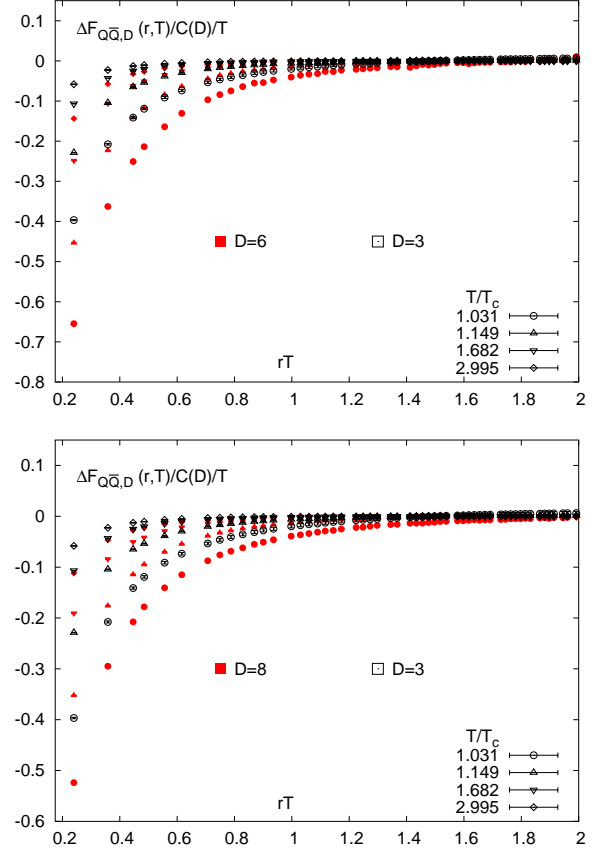 ΔF_{QQ̅,D} (r,T)/C(D)/T
0.1
0
-0.1
-0.2
-0.3
-0.4
-0.5
-0.6
-0.7
-0.8
D=6 D=3
T/T_c
1.031
1.149
1.682
2.995
rT
0.2 0.4 0.6 0.8 1 1.2 1.4 1.6 1.8 2
ΔF_{QQ̅,D} (r,T)/C(D)/T
0.1
0
-0.1
-0.2
-0.3
-0.4
-0.5
-0.6
D=8 D=3
T/T_c
1.031
1.149
1.682
2.995
rT
0.2 0.4 0.6 0.8 1 1.2 1.4 1.6 1.8 2